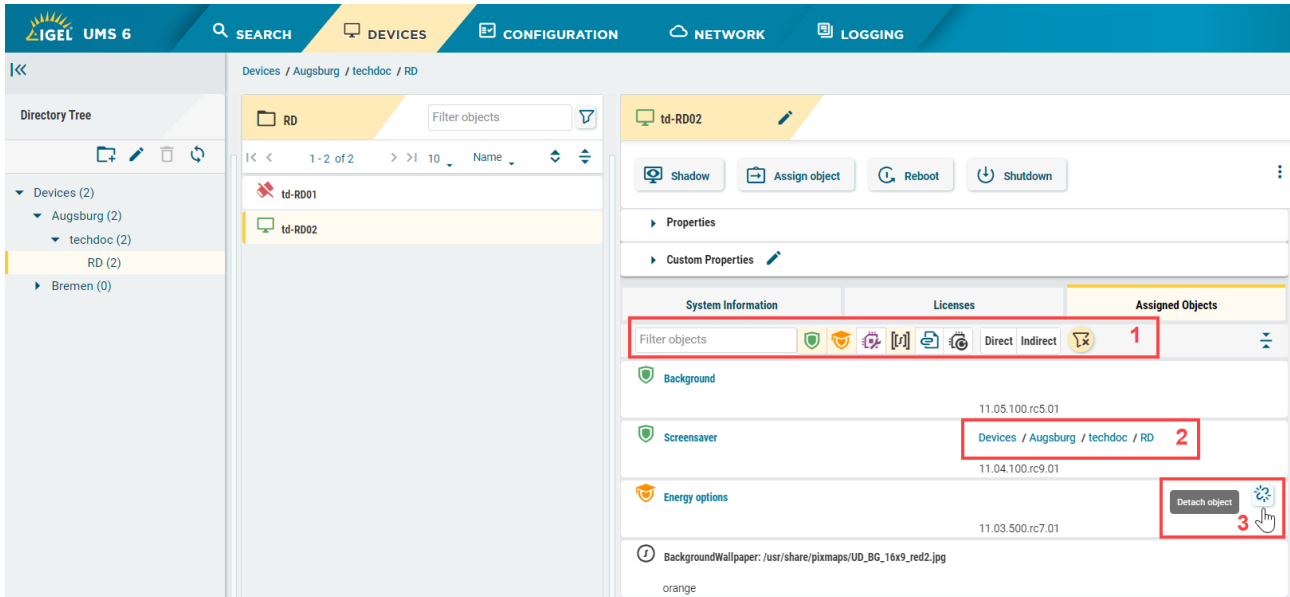 IGEL UMS 6
SEARCH
DEVICES
CONFIGURATION
NETWORK
LOGGING
Devices / Augsburg / techdoc / RD
Directory Tree
Devices (2)
Augsburg (2)
techdoc (2)
RD (2)
Bremen (0)
RD
Filter objects
1 - 2 of 2
10
Name
td-RD01
td-RD02
td-RD02
Shadow
Assign object
Reboot
Shutdown
Properties
Custom Properties
System Information
Licenses
Assigned Objects
Filter objects
Direct
Indirect
1
Background
11.05.100.rc5.01
Screensaver
Devices / Augsburg / techdoc / RD
2
11.04.100.rc9.01
Energy options
Detach object
3
11.03.500.rc7.01
BackgroundWallpaper: /usr/share/pixmaps/UD_BG_16x9_red2.jpg
orange